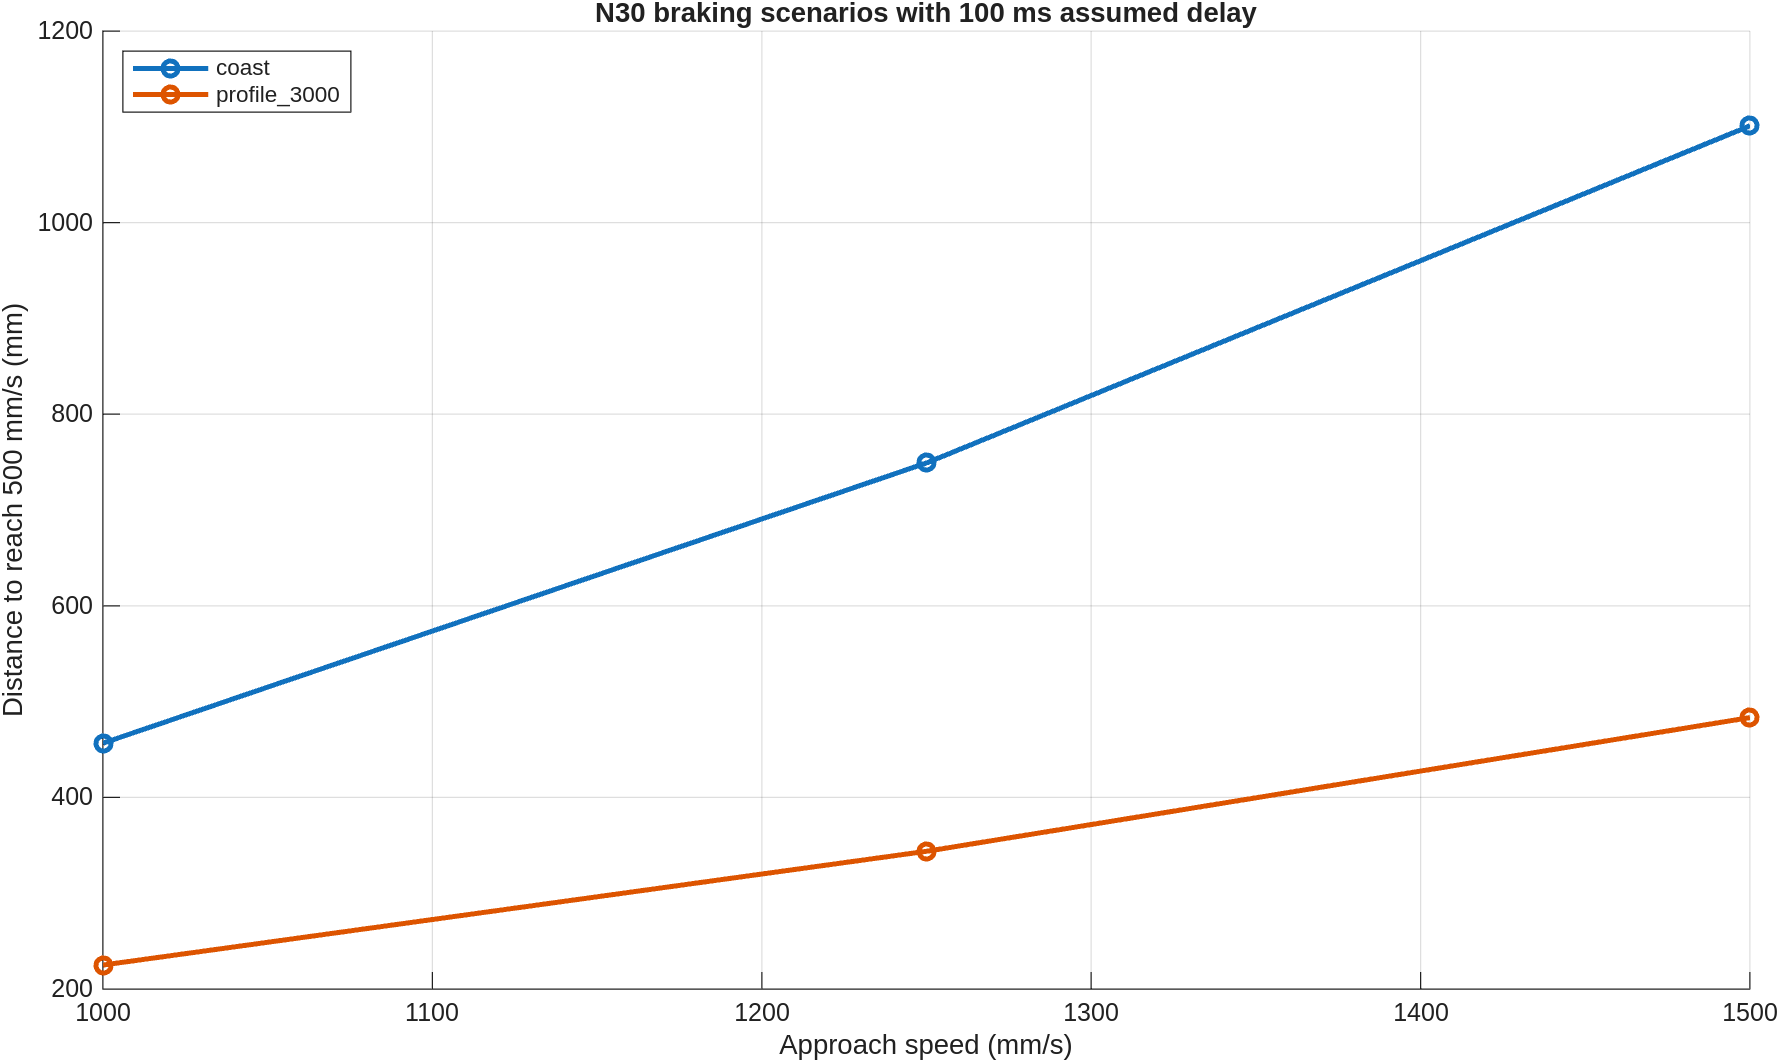 N30 braking scenarios with 100 ms assumed delay
coast
profile_3000
1200
1000
800
600
400
200
Distance to reach 500 mm/s (mm)
1000
1100
1200
1300
1400
1500
Approach speed (mm/s)